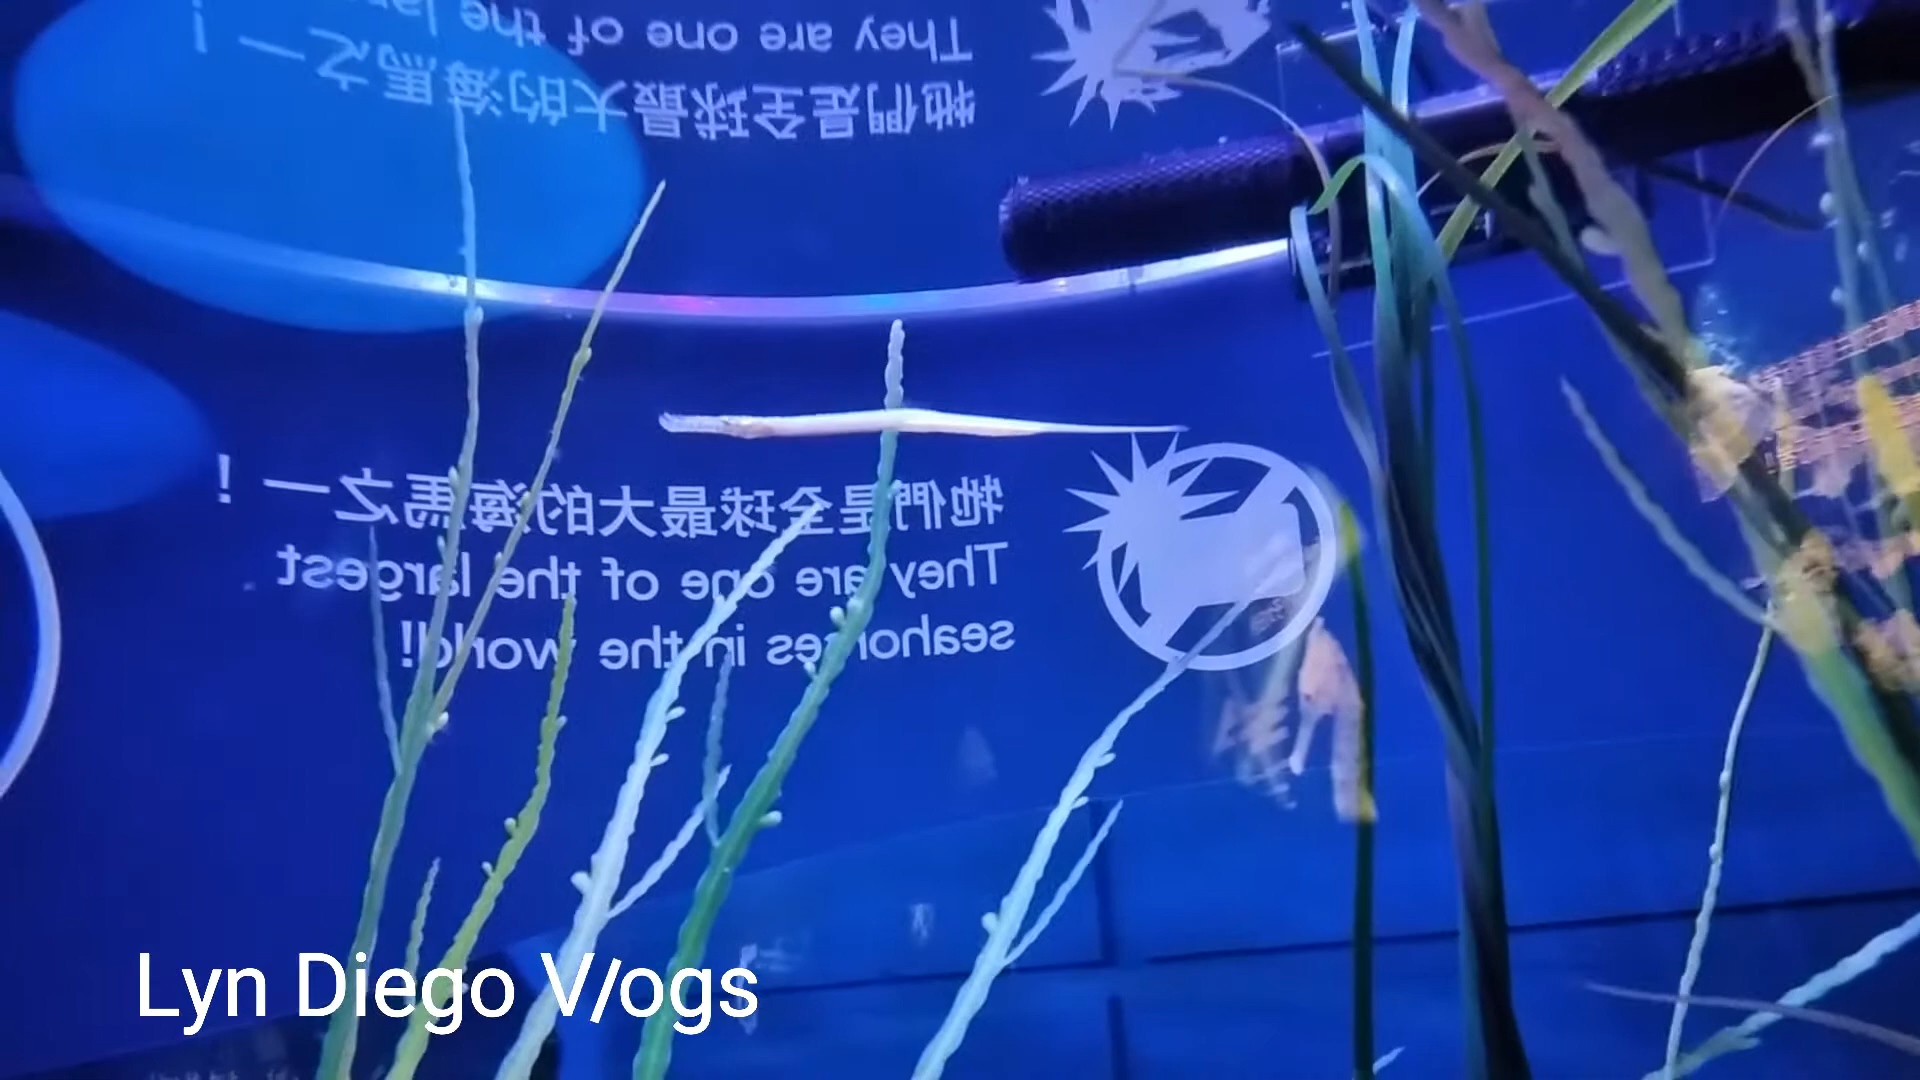 They are one of the lar
牠們是全球最大的海馬之一！
牠們是全球最大的海馬之一！
They are one of the largest
seahorses in the world!
Lyn Diego V/ogs